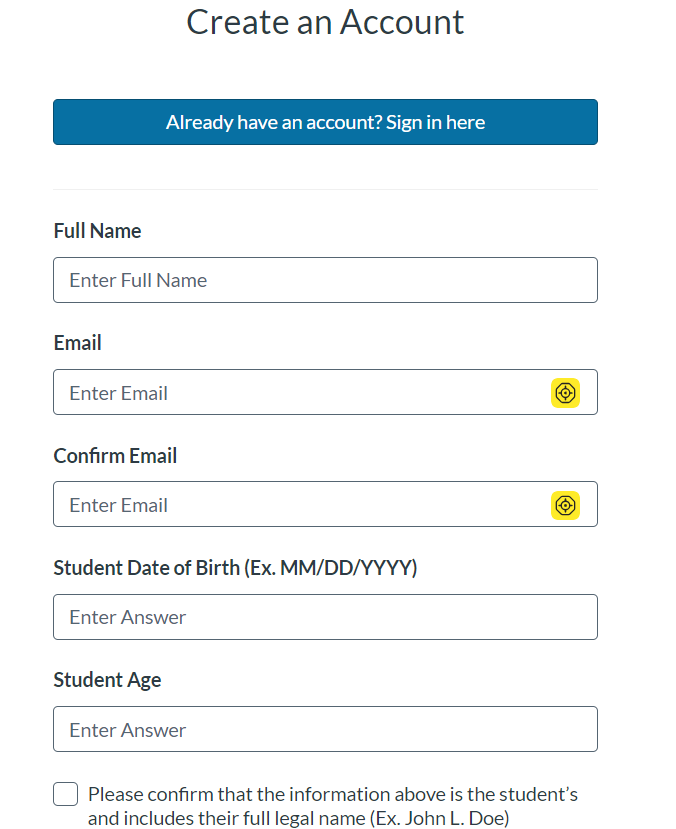 Create an Account
Already have an account? Sign in here
Full Name
Enter Full Name
Email
Enter Email
Confirm Email
Enter Email
Student Date of Birth (Ex. MM/DD/YYYY)
Enter Answer
Student Age
Enter Answer
Please confirm that the information above is the student’s
and includes their full legal name (Ex. John L. Doe)